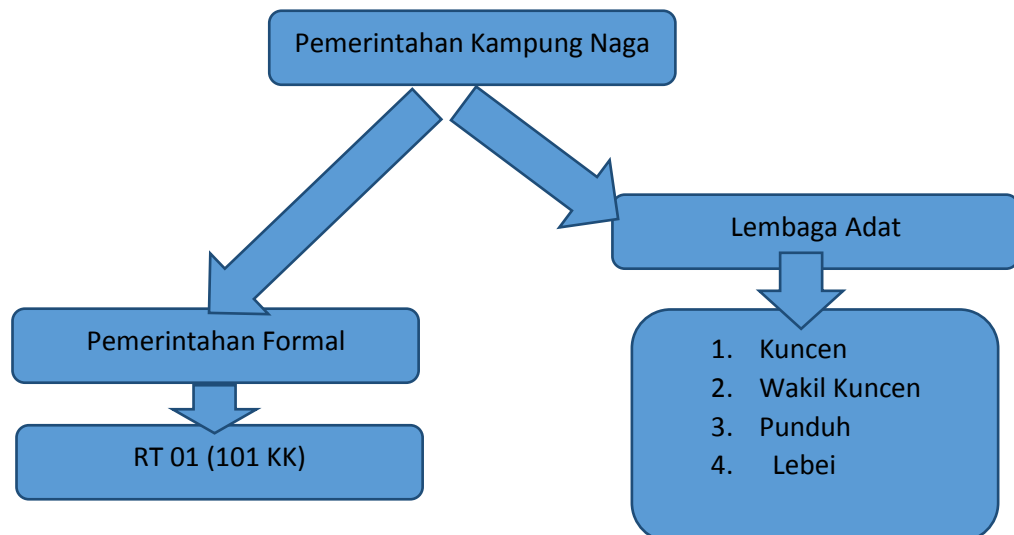 Pemerintahan Kampung Naga
Lembaga Adat
Pemerintahan Formal
RT 01 (101 KK)
1. Kuncen
2. Wakil Kuncen
3. Punduh
4. Lebei